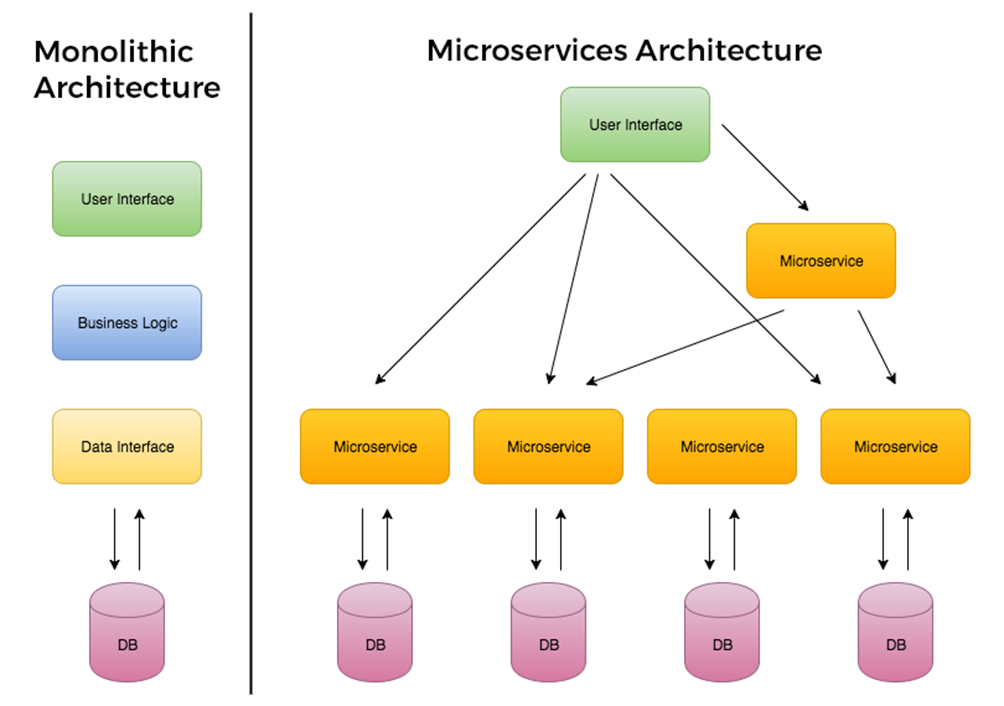 Monolithic
Architecture
User Interface
Business Logic
Data Interface
DB
Microservices Architecture
User Interface
Microservice
Microservice
Microservice
Microservice
Microservice
DB
DB
DB
DB